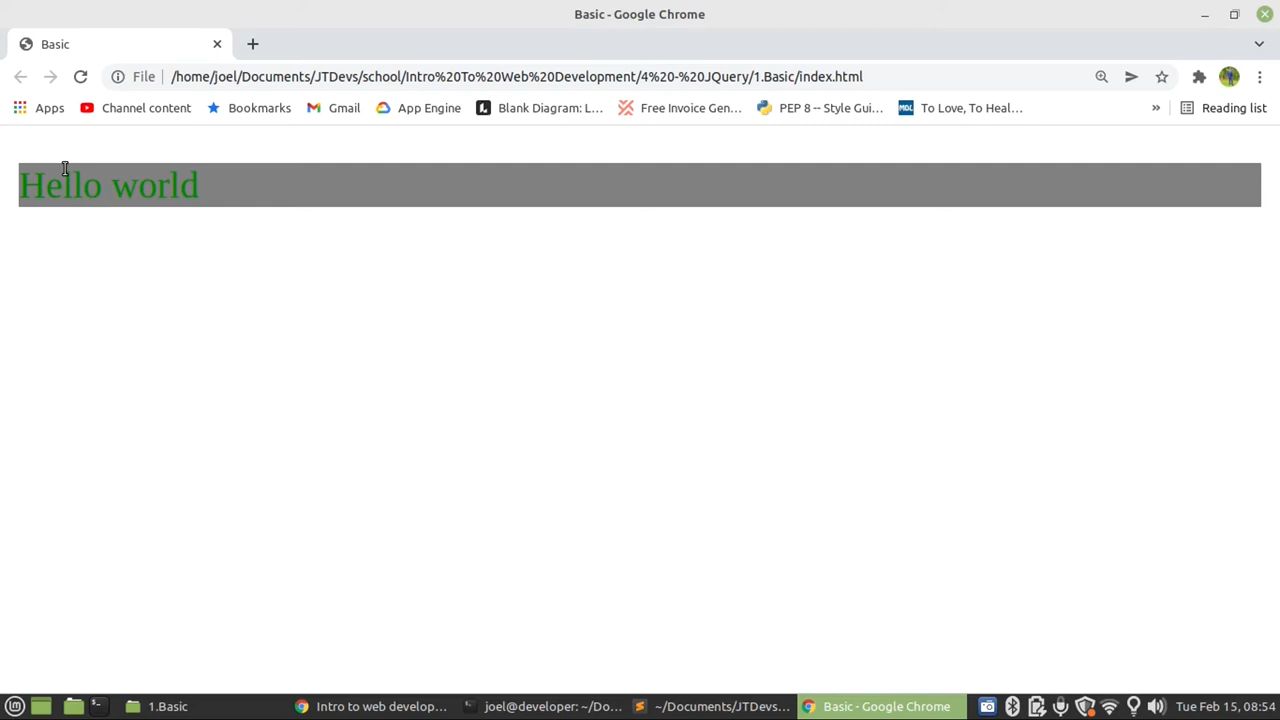 Basic - Google Chrome
Basic
File /home/joel/Documents/JTDevs/school/Intro%20To%20Web%20Development/4%20-%20JQuery/1.Basic/index.html
Apps Channel content Bookmarks Gmail App Engine Blank Diagram: L... Free Invoice Gen... PEP 8 -- Style Gui... MDL To Love, To Heal... » Reading list
Hello world
1.Basic Intro to web develop... joel@developer: ~/Do... ~/Documents/JTDevs... Basic - Google Chrome Tue Feb 15, 08:54